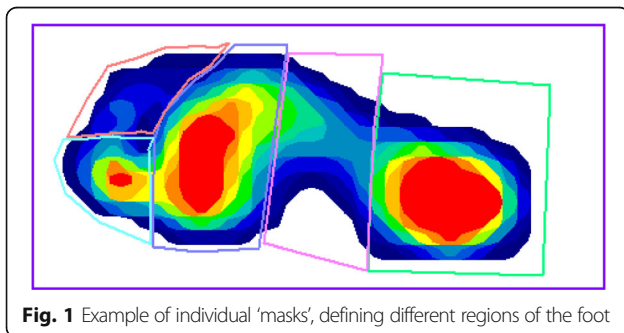 Fig. 1 Example of individual ‘masks’, defining different regions of the foot